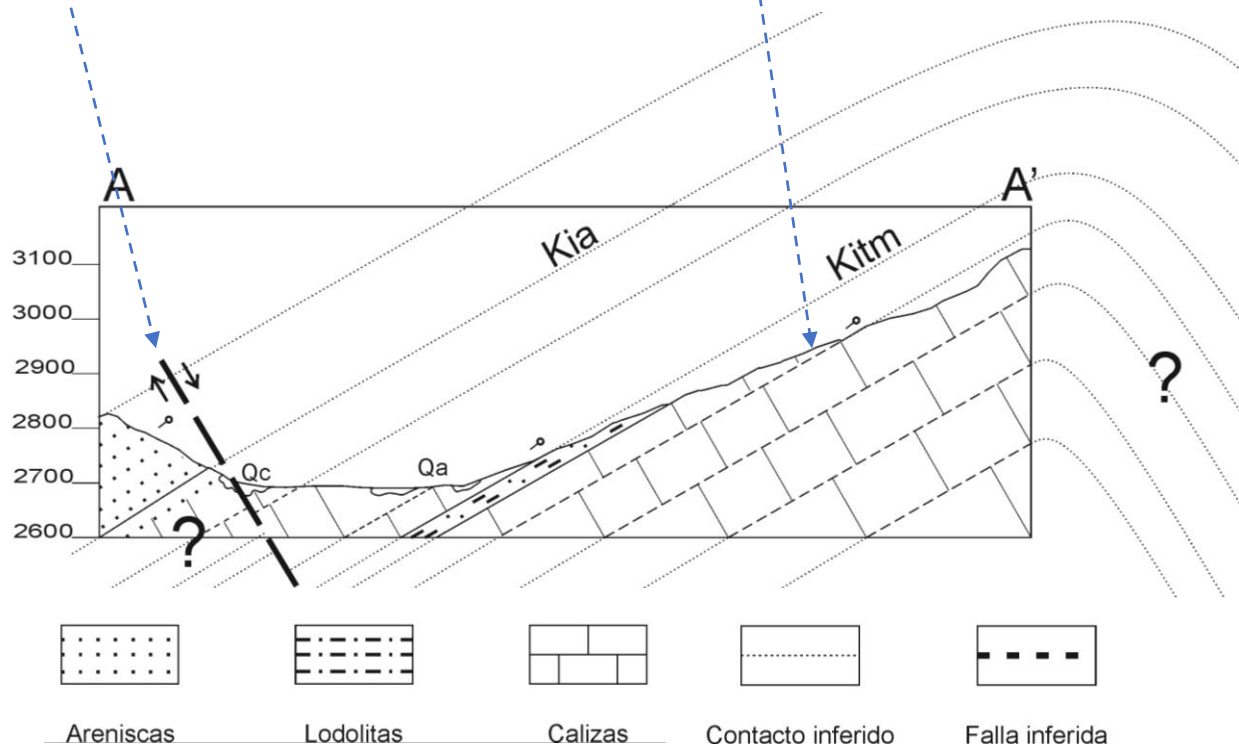 A A'
Kia
Kitm
3100
3000
2900
2800
2700
2600
Qc
Qa
?
?
Areniscas Lodolitas Calizas Contacto inferido Falla inferida